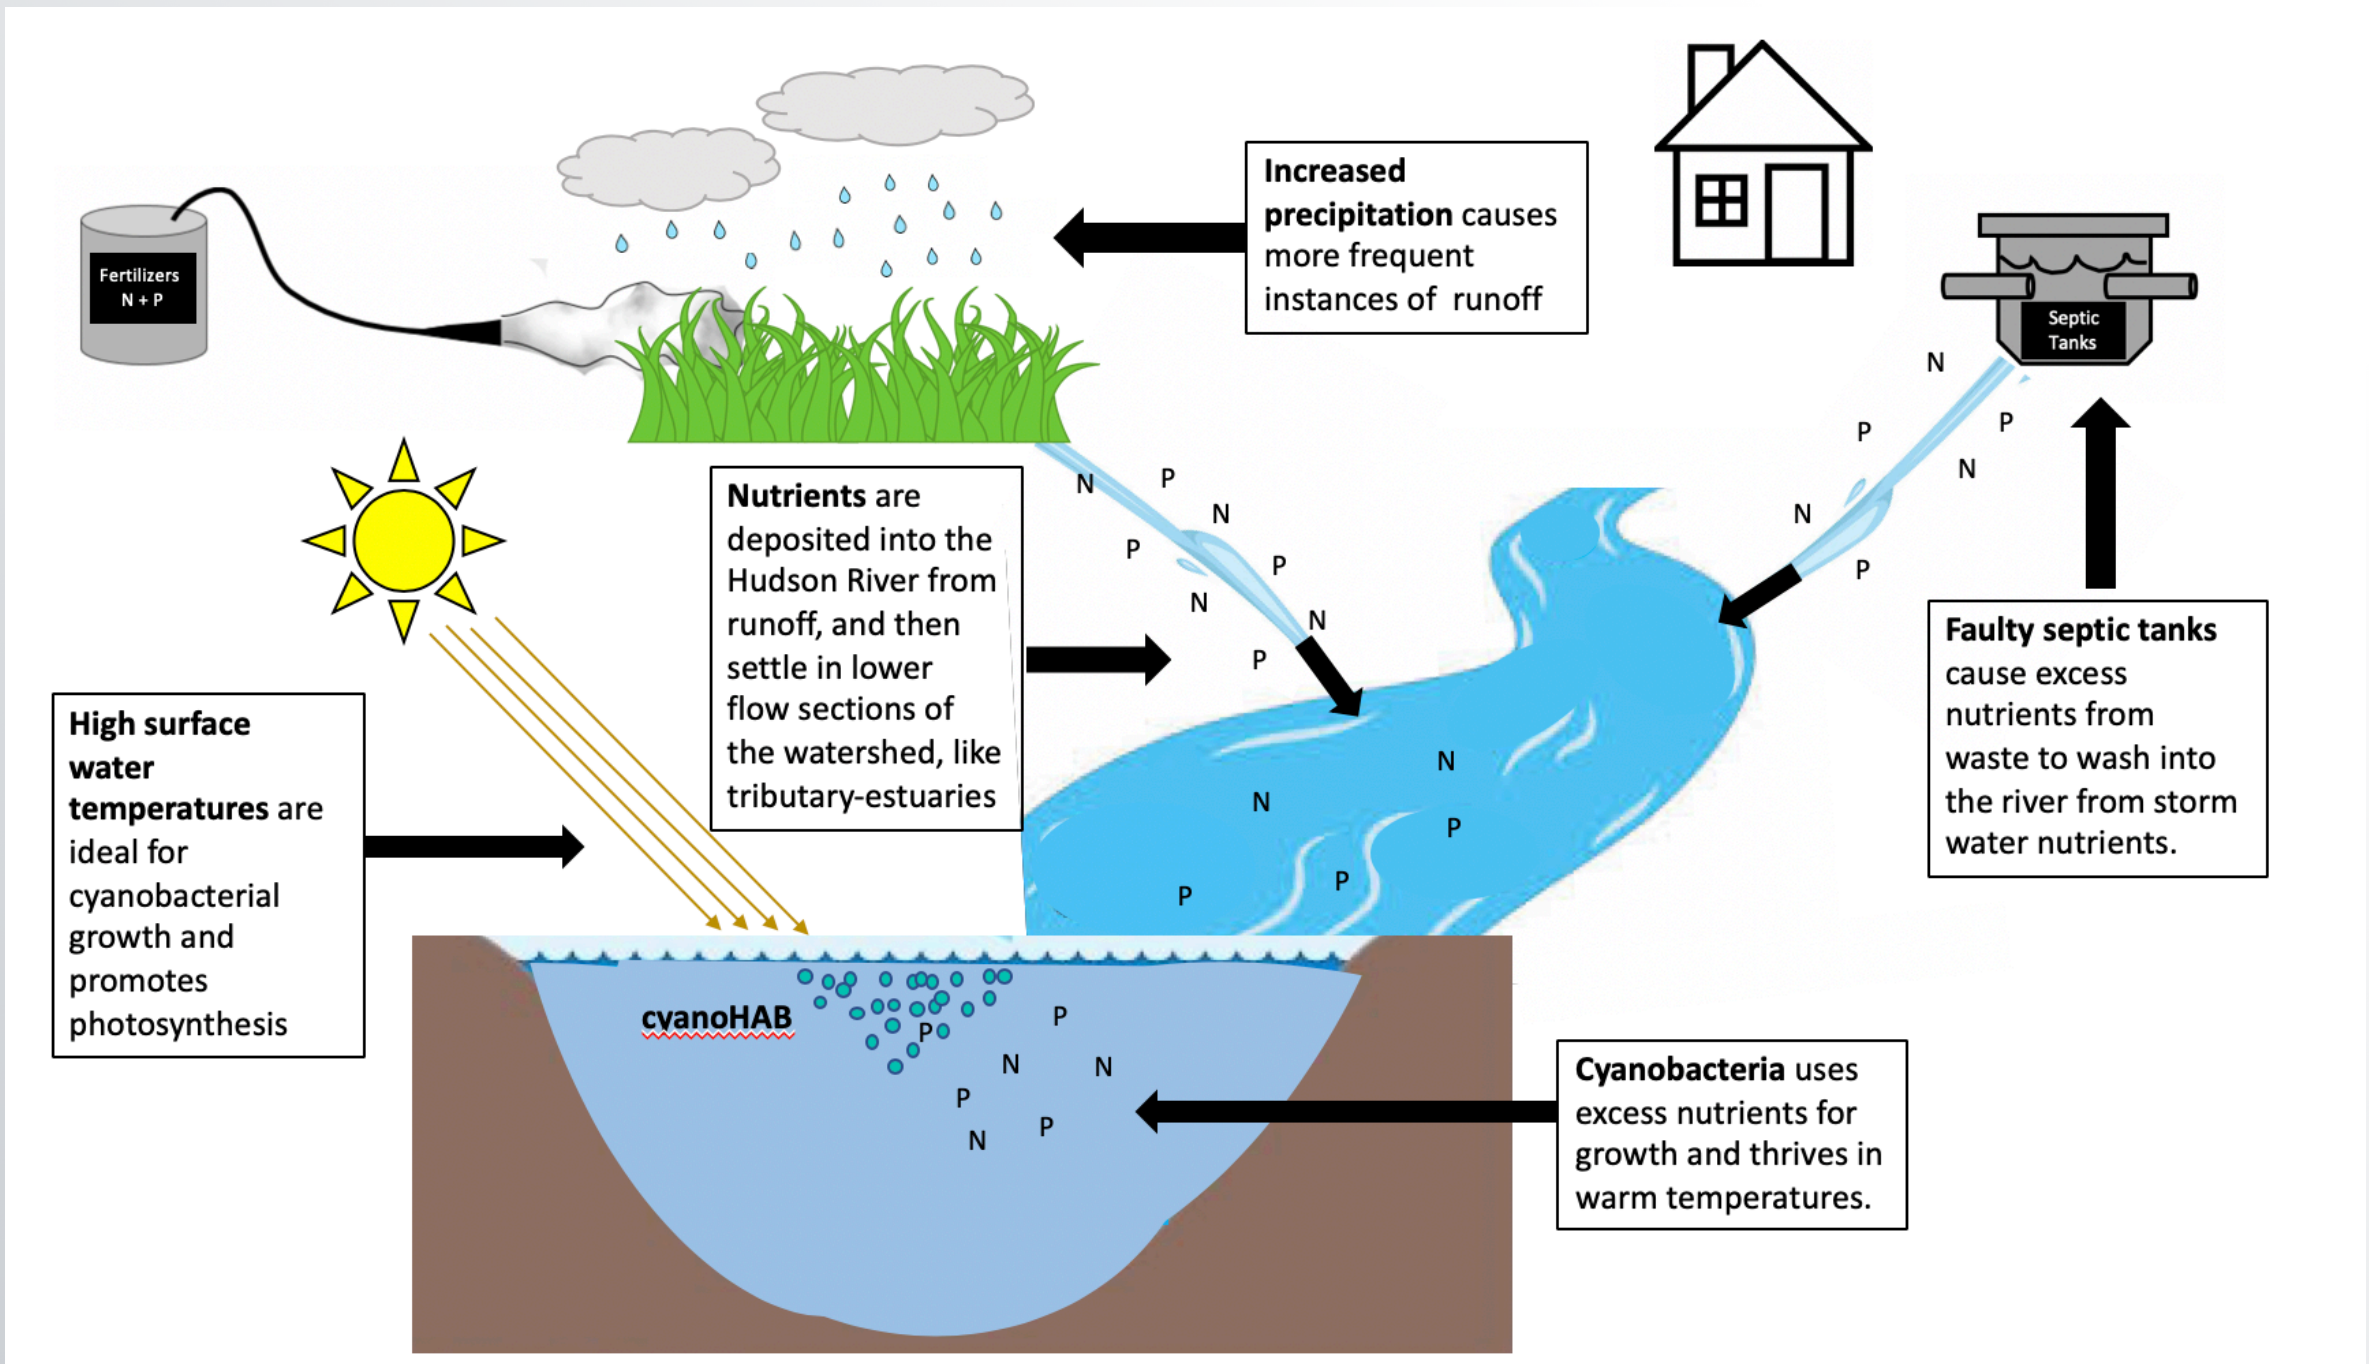 Increased
precipitation causes
more frequent
instances of runoff
Fertilizers
N + P
Septic
Tanks
N
P
P
N
N
P
N
P
N
P
P
N
N
P
Nutrients are
deposited into the
Hudson River from
runoff, and then
settle in lower
flow sections of
the watershed, like
tributary-estuaries
Faulty septic tanks
cause excess
nutrients from
waste to wash into
the river from storm
water nutrients.
High surface
water
temperatures are
ideal for
cyanobacterial
growth and
promotes
photosynthesis
N
N
P
P
P
cyanoHAB
P
P
N
N
P
P
N
Cyanobacteria uses
excess nutrients for
growth and thrives in
warm temperatures.